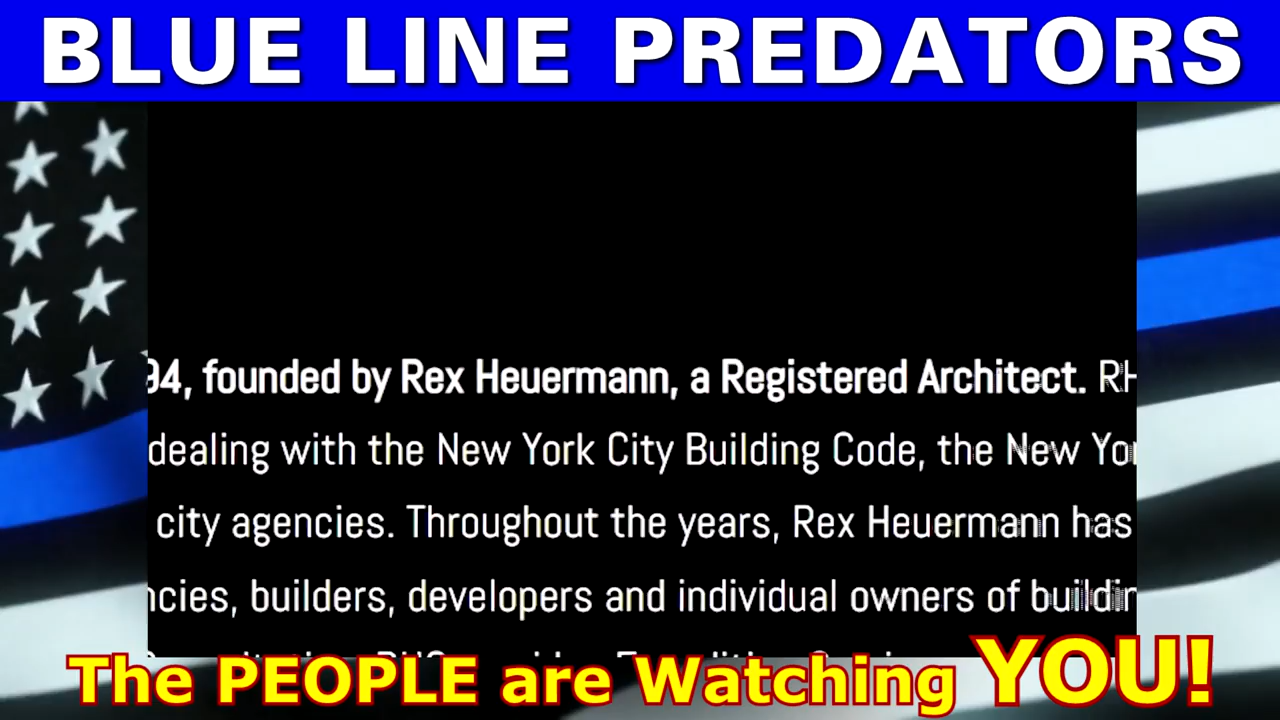 BLUE LINE PREDATORS
94, founded by Rex Heuermann, a Registered Architect. RH
dealing with the New York City Building Code, the New Yor
city agencies. Throughout the years, Rex Heuermann has
ncies, builders, developers and individual owners of buildin
The PEOPLE are Watching YOU!